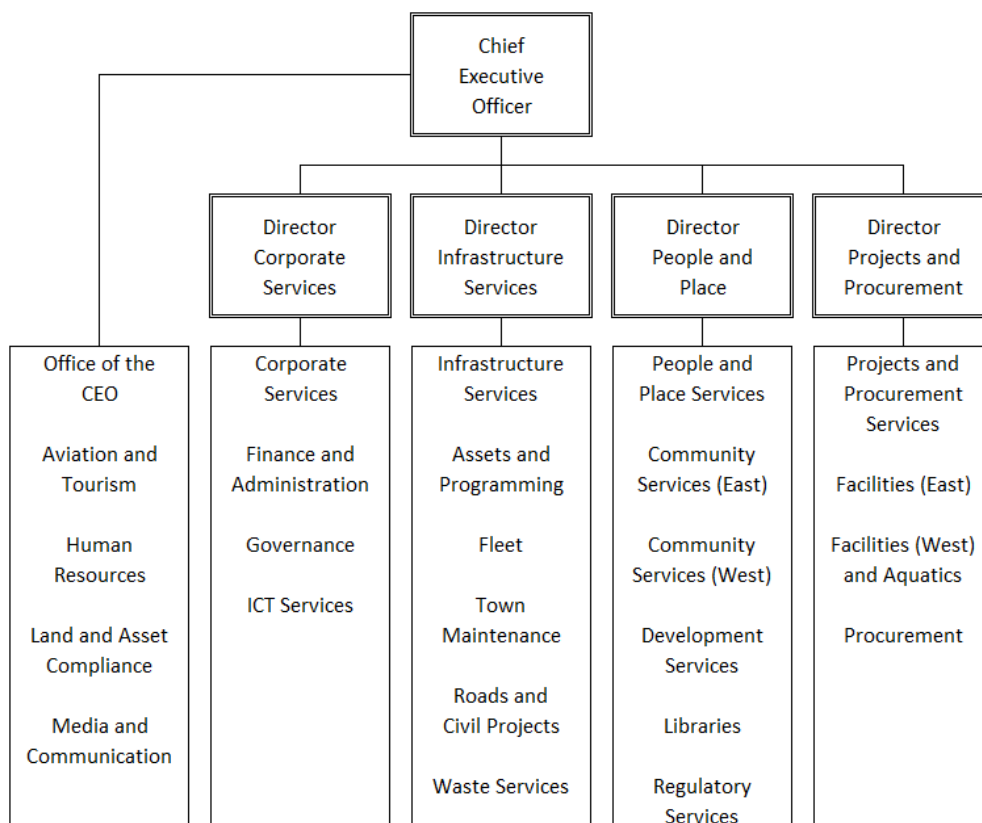 Chief
Executive
Officer
Director
Corporate
Services
Director
Infrastructure
Services
Director
People and
Place
Director
Projects and
Procurement
Office of the
CEO
Aviation and
Tourism
Human
Resources
Land and Asset
Compliance
Media and
Communication
Corporate
Services
Finance and
Administration
Governance
ICT Services
Infrastructure
Services
Assets and
Programming
Fleet
Town
Maintenance
Roads and
Civil Projects
Waste Services
People and
Place Services
Community
Services (East)
Community
Services (West)
Development
Services
Libraries
Regulatory
Services
Projects and
Procurement
Services
Facilities (East)
Facilities (West)
and Aquatics
Procurement